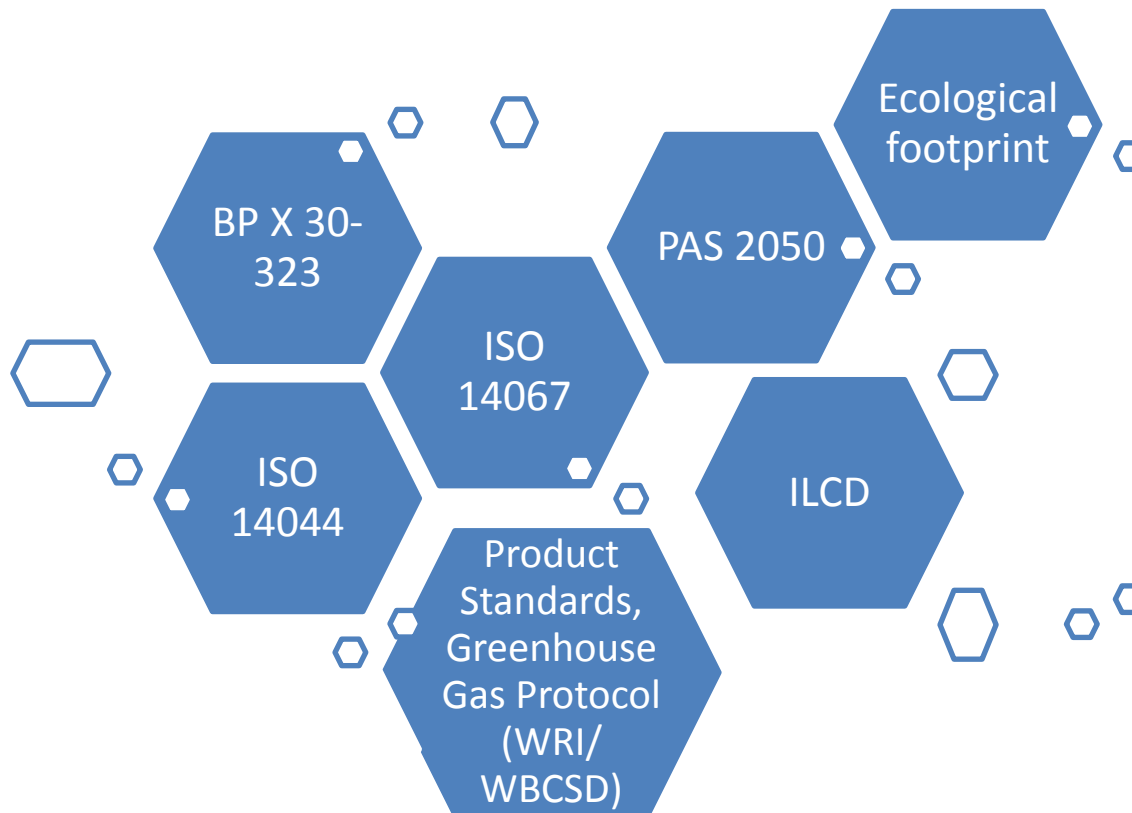 Ecological
footprint
BP X 30-
323
PAS 2050
ISO
14067
ISO
14044
ILCD
Product
Standards,
Greenhouse
Gas Protocol
(WRI/
WBCSD)